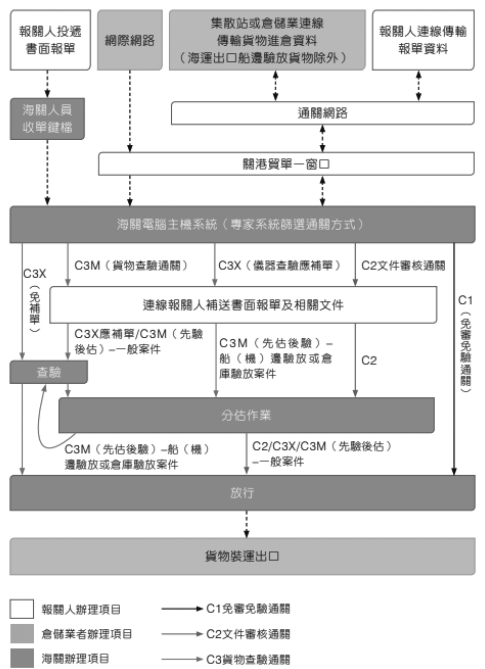 報關人投遞
書面報單
網際網路
集散站或倉儲業連線
傳輸貨物進倉資料
（海運出口船邊驗放貨物除外）
報關人連線傳輸
報單資料
海關人員
收單鍵檔
通關網路
關港貿單一窗口
海關電腦主機系統（專家系統篩選通關方式）
C3X
（免補單）
C3M（貨物查驗通關）
C3X（儀器查驗應補單）
C2文件審核通關
C1
（免審免驗通關）
連線報關人補送書面報單及相關文件
C3X應補單/C3M（先驗
後估）–一般案件
C3M（先估後驗）–
船（機）邊驗放或倉
庫驗放案件
C2
查驗
分估作業
C3M（先估後驗）–船（機）
邊驗放或倉庫驗放案件
C2/C3X/C3M（先驗後估）
–一般案件
放行
貨物裝運出口
報關人辦理項目
C1免審免驗通關
倉儲業者辦理項目
C2文件審核通關
海關辦理項目
C3貨物查驗通關